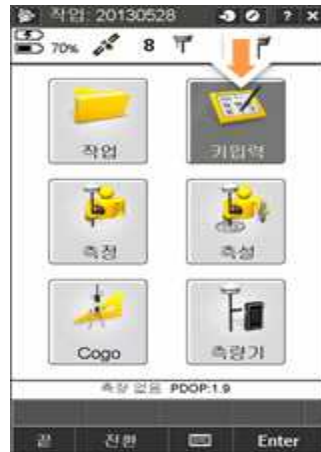 작업: 20130528 ? x
70% 8
작업 키입력
측정 측설
Cogo 측량기
측량 없음 PDOP:1.9
끝 전환 Enter